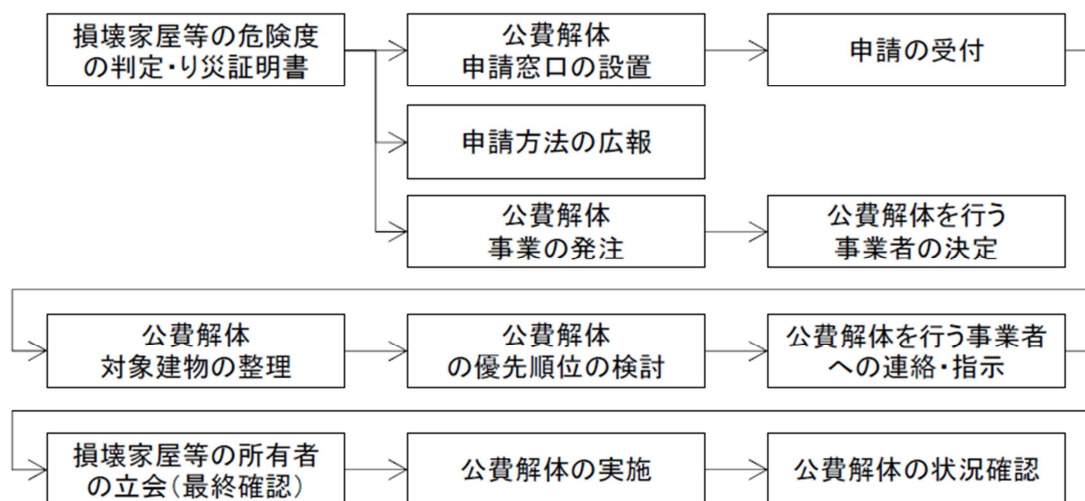 損壊家屋等の危険度
の判定・り災証明書
公費解体
申請窓口の設置
申請の受付
申請方法の広報
公費解体
事業の発注
公費解体を行う
事業者の決定
公費解体
対象建物の整理
公費解体
の優先順位の検討
公費解体を行う事業者
への連絡・指示
損壊家屋等の所有者
の立会（最終確認）
公費解体の実施
公費解体の状況確認